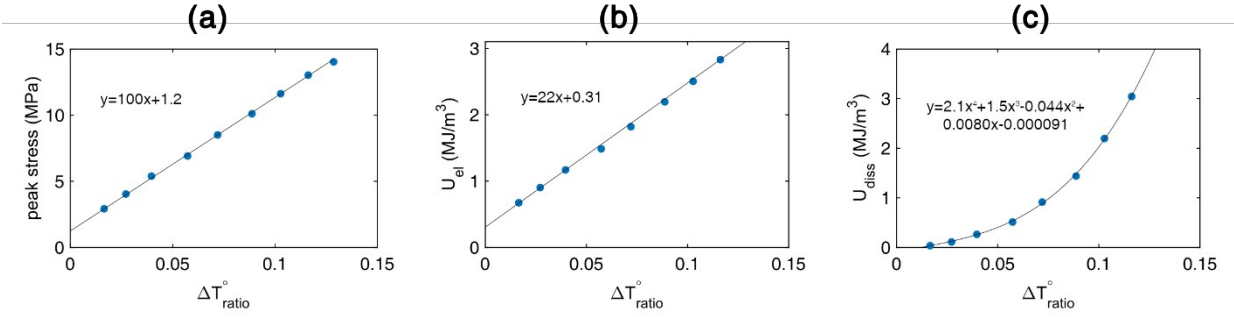 (a)
(b)
(c)
peak stress (MPa)
15
10
5
0
0
0.05
0.1
0.15
y=100x+1.2
ΔT°ratio
U_el (MJ/m³)
3
2
1
0
0
0.05
0.1
0.15
y=22x+0.31
ΔT°ratio
U_diss (MJ/m³)
4
3
2
1
0
0
0.05
0.1
0.15
y=2.1x⁴+1.5x³-0.044x²+
0.0080x-0.000091
ΔT°ratio